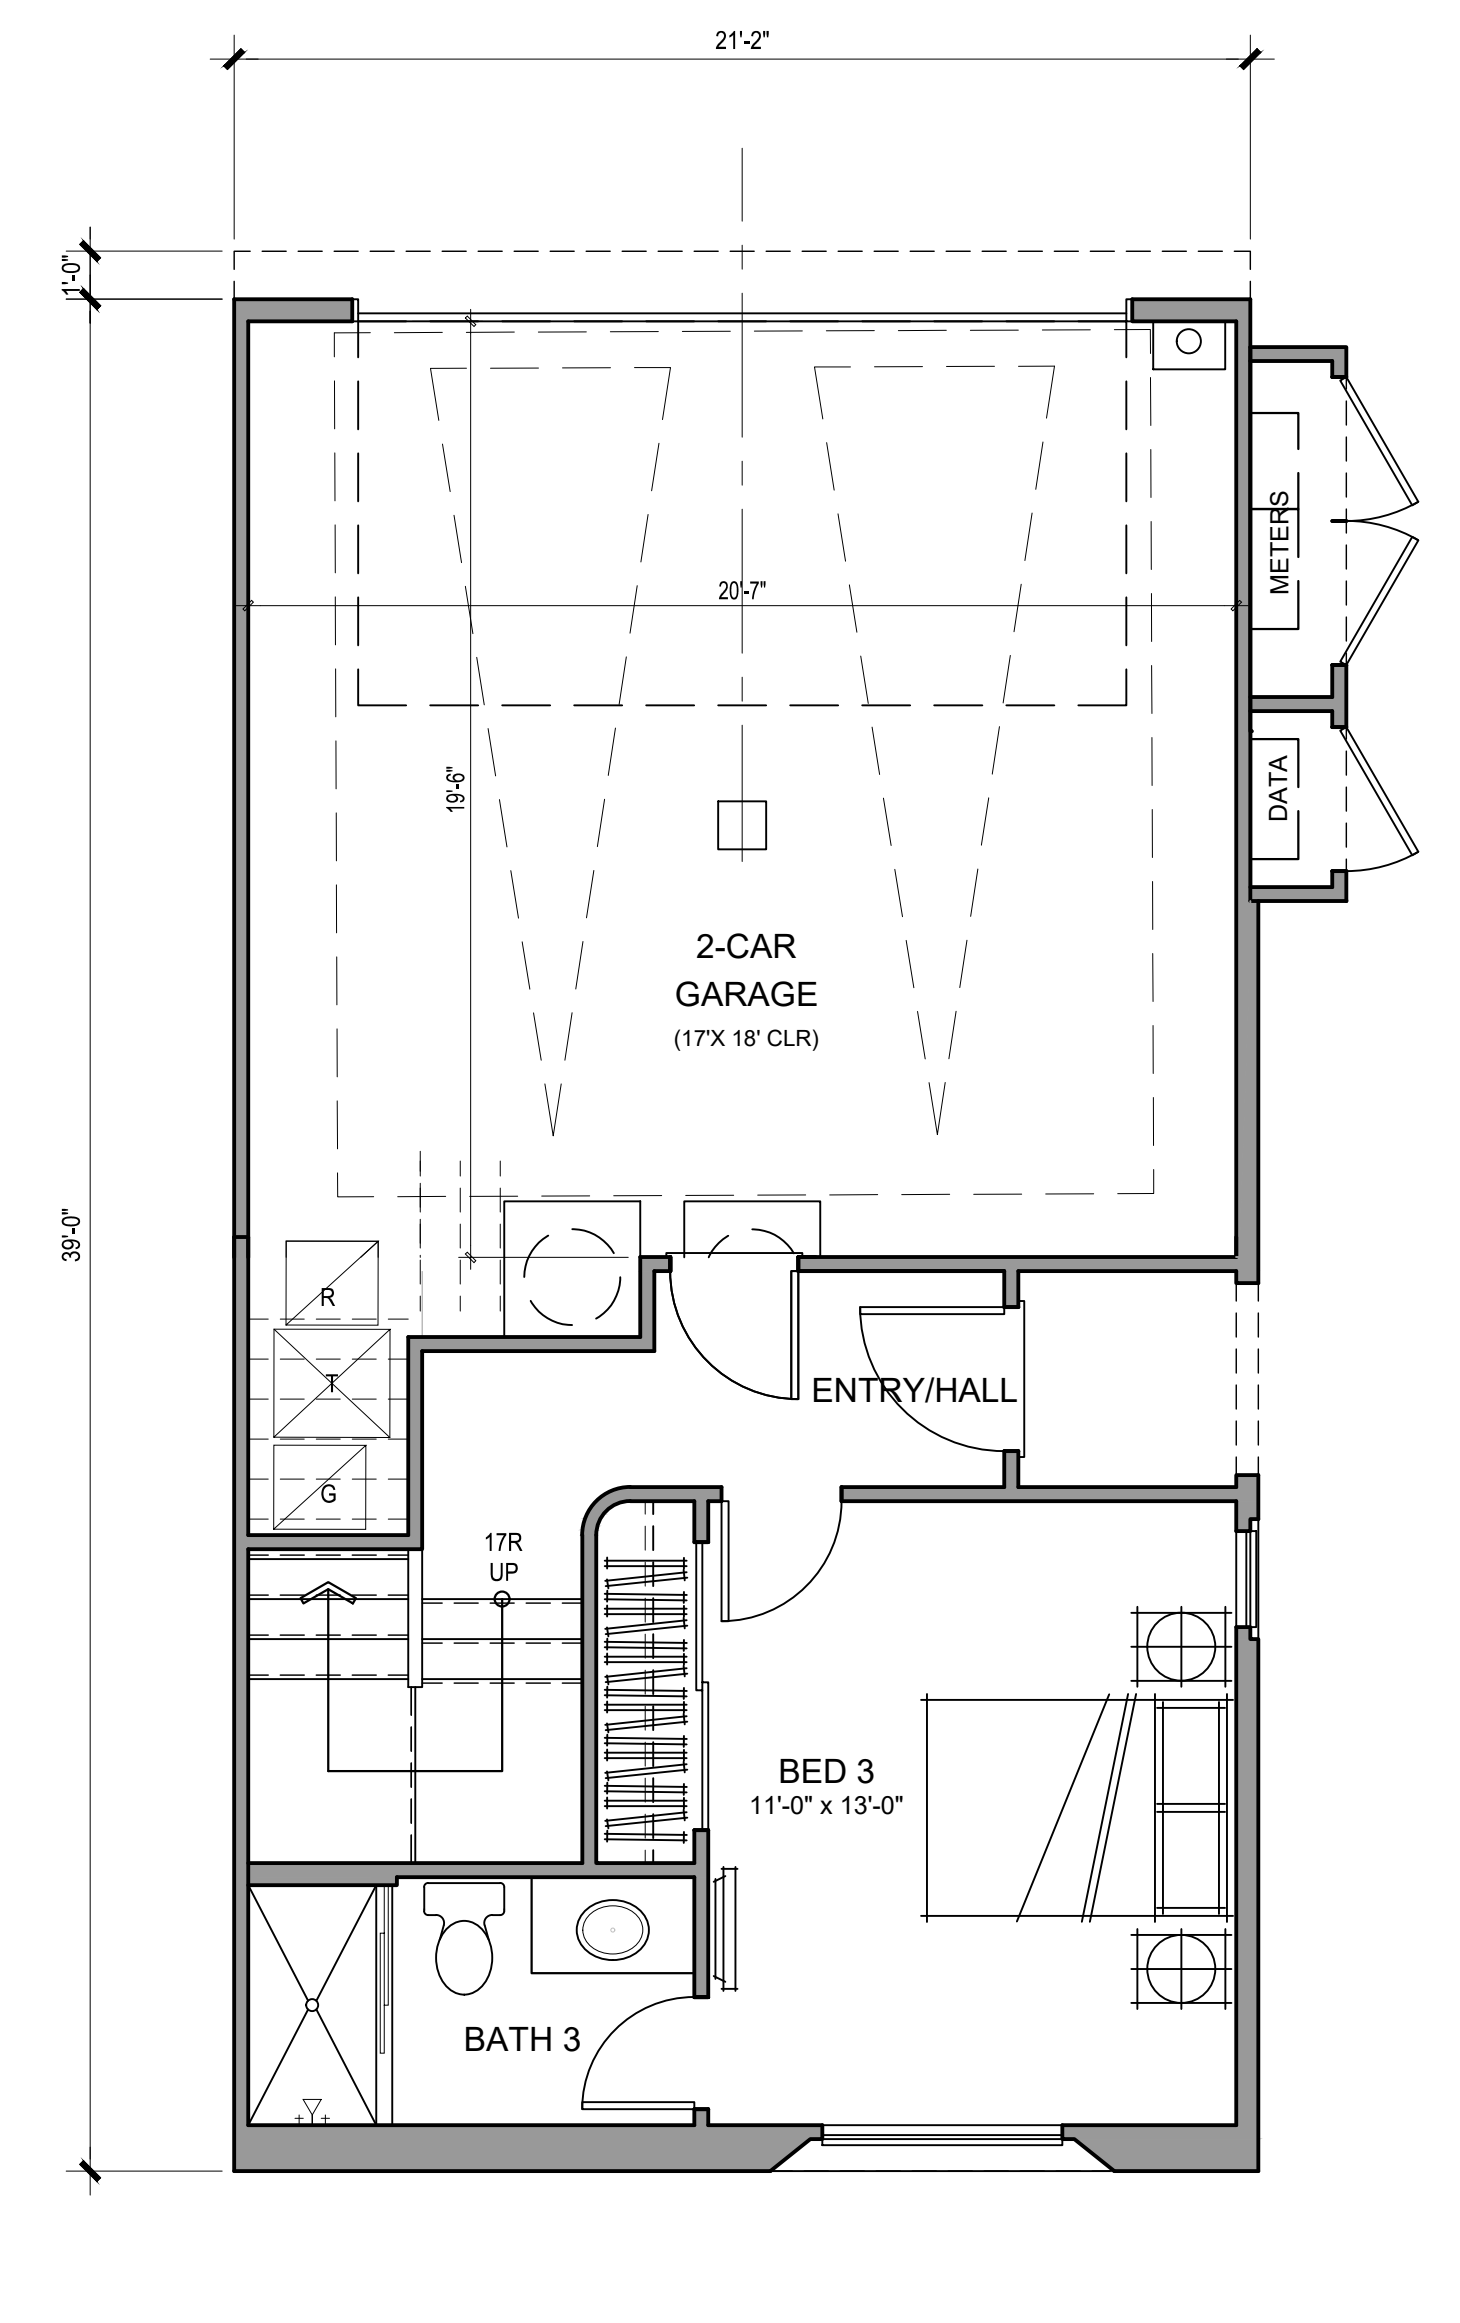 21'-2"
1'-0"
METERS
20'-7"
19'-6"
DATA
2-CAR
GARAGE
(17'X 18' CLR)
39'-0"
R
T
ENTRY/HALL
G
17R
UP
BED 3
11'-0" x 13'-0"
BATH 3